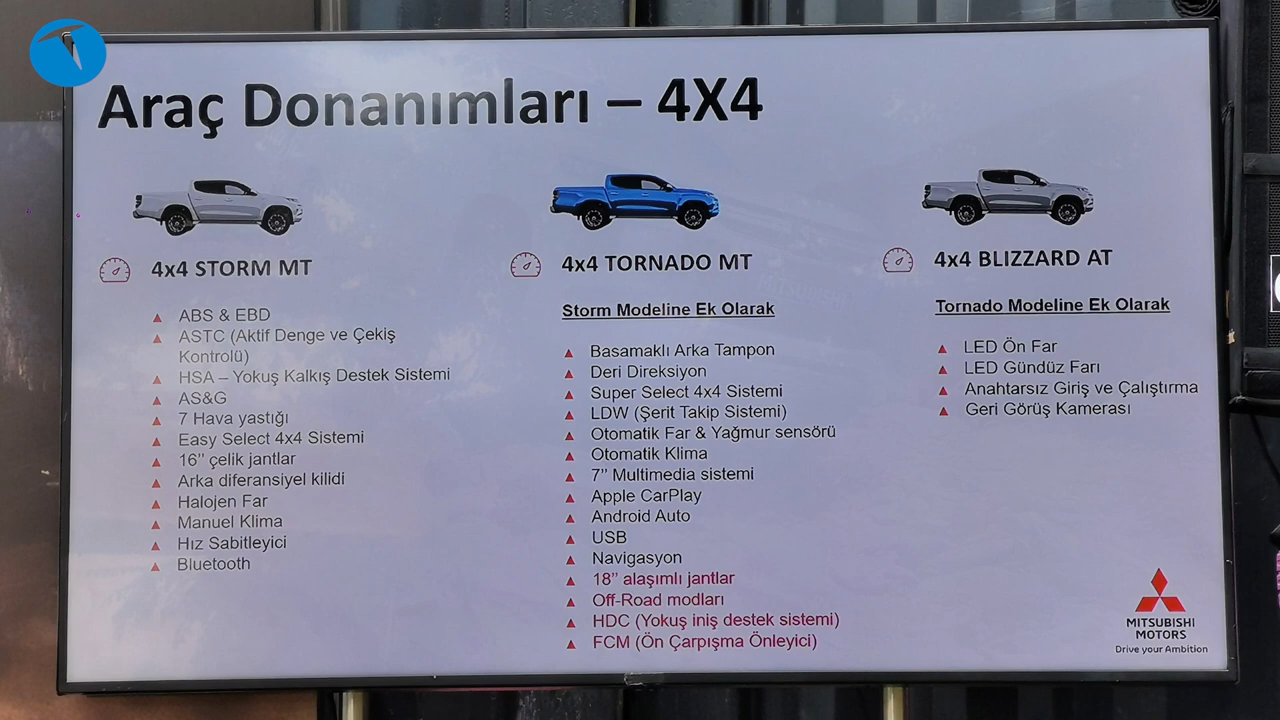 Araç Donanımları – 4X4
4x4 STORM MT
ABS & EBD
ASTC (Aktif Denge ve Çekiş
Kontrolü)
HSA – Yokuş Kalkış Destek Sistemi
AS&G
7 Hava yastığı
Easy Select 4x4 Sistemi
16’’ çelik jantlar
Arka diferansiyel kilidi
Halojen Far
Manuel Klima
Hız Sabitleyici
Bluetooth
4x4 TORNADO MT
Storm Modeline Ek Olarak
Basamaklı Arka Tampon
Deri Direksiyon
Super Select 4x4 Sistemi
LDW (Şerit Takip Sistemi)
Otomatik Far & Yağmur sensörü
Otomatik Klima
7’’ Multimedia sistemi
Apple CarPlay
Android Auto
USB
Navigasyon
18’’ alaşımlı jantlar
Off-Road modları
HDC (Yokuş iniş destek sistemi)
FCM (Ön Çarpışma Önleyici)
4x4 BLIZZARD AT
Tornado Modeline Ek Olarak
LED Ön Far
LED Gündüz Farı
Anahtarsız Giriş ve Çalıştırma
Geri Görüş Kamerası
MITSUBISHI
MOTORS
Drive your Ambition